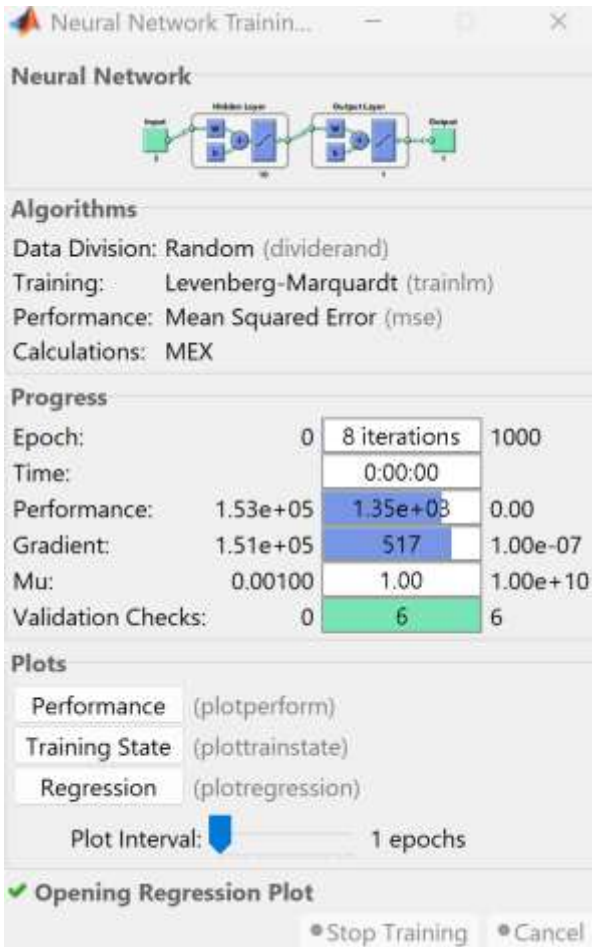 Neural Network Trainin...
Neural Network
Hidden Layer
Output Layer
Input
Output
W
b
+
W
b
+
10
1
1
Algorithms
Data Division: Random (dividerand)
Training: Levenberg-Marquardt (trainlm)
Performance: Mean Squared Error (mse)
Calculations: MEX
Progress
Epoch: 0 8 iterations 1000
Time: 0:00:00
Performance: 1.53e+05 1.35e+03 0.00
Gradient: 1.51e+05 517 1.00e-07
Mu: 0.00100 1.00 1.00e+10
Validation Checks: 0 6 6
Plots
Performance (plotperform)
Training State (plottrainstate)
Regression (plotregression)
Plot Interval: 1 epochs
Opening Regression Plot
Stop Training Cancel